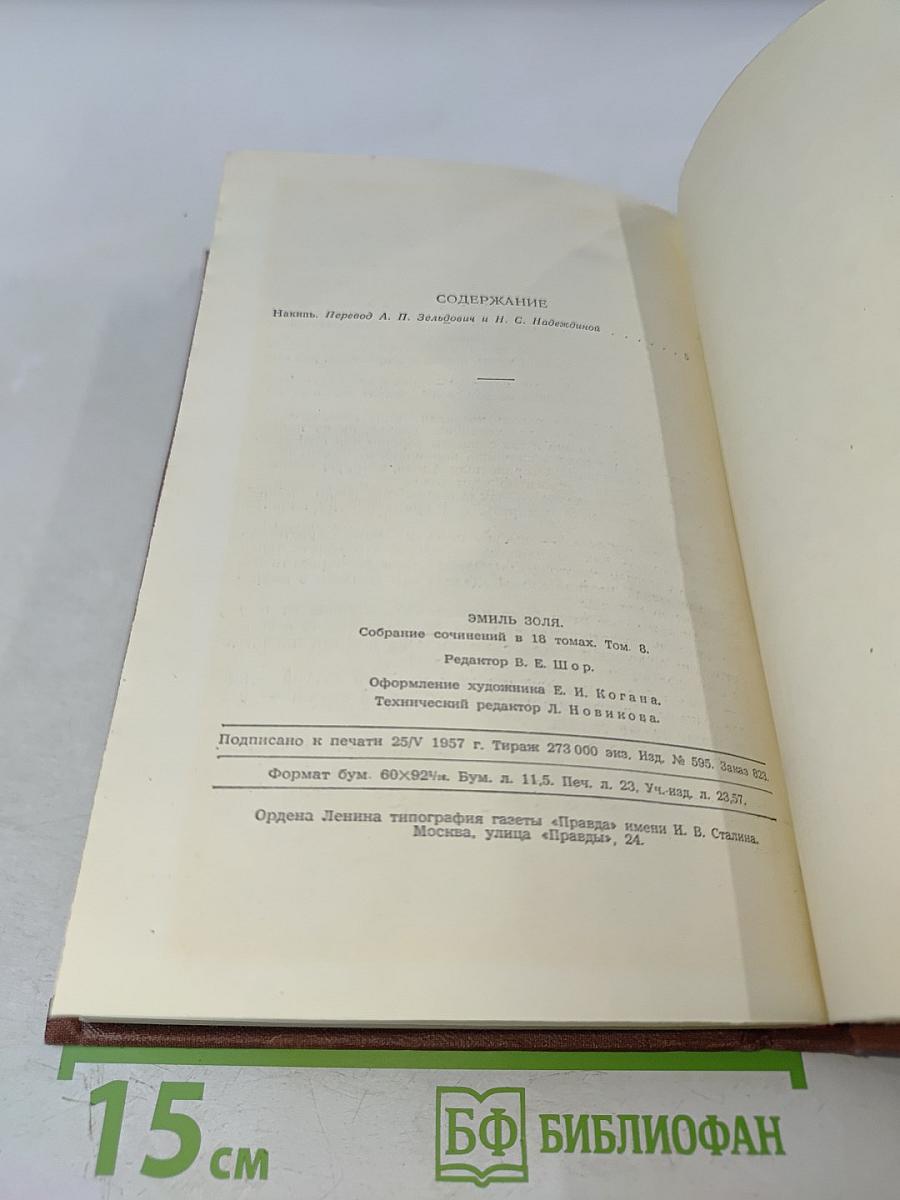 СОДЕРЖАНИЕ
Накипь. Перевод А. П. Зельдович и Н. С. Надеждиной . . . . . . 5
ЭМИЛЬ ЗОЛЯ.
Собрание сочинений в 18 томах. Том 8.
Редактор В. Е. Шор.
Оформление художника Е. И. Когана.
Технический редактор Л. Новикова.
Подписано к печати 25/V 1957 г. Тираж 273 000 экз. Изд. № 595. Заказ 823.
Формат бум. 60×92¹/₁₆. Бум. л. 11,5. Печ. л. 23. Уч.-изд. л. 23,57.
Ордена Ленина типография газеты «Правда» имени И. В. Сталина.
Москва, улица «Правды», 24.
15 см
БФ БИБЛИОФАН